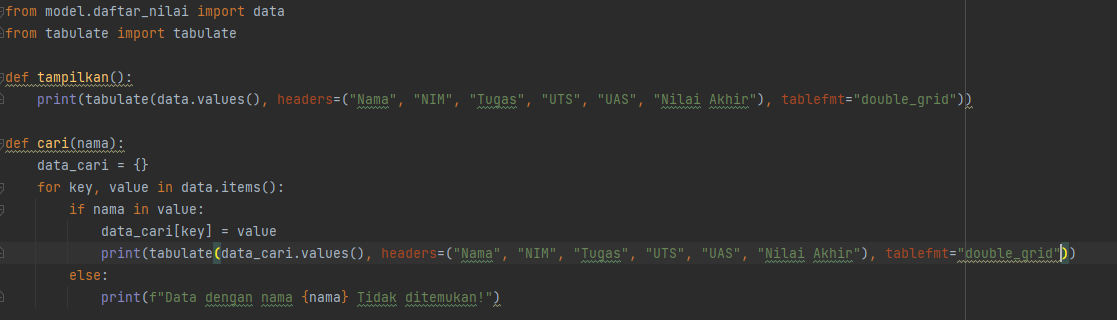 from model.daftar_nilai import data
from tabulate import tabulate
def tampilkan():
print(tabulate(data.values(), headers=("Nama", "NIM", "Tugas", "UTS", "UAS", "Nilai Akhir"), tablefmt="double_grid"))
def cari(nama):
data_cari = {}
for key, value in data.items():
if nama in value:
data_cari[key] = value
print(tabulate(data_cari.values(), headers=("Nama", "NIM", "Tugas", "UTS", "UAS", "Nilai Akhir"), tablefmt="double_grid"))
else:
print(f"Data dengan nama {nama} Tidak ditemukan!")